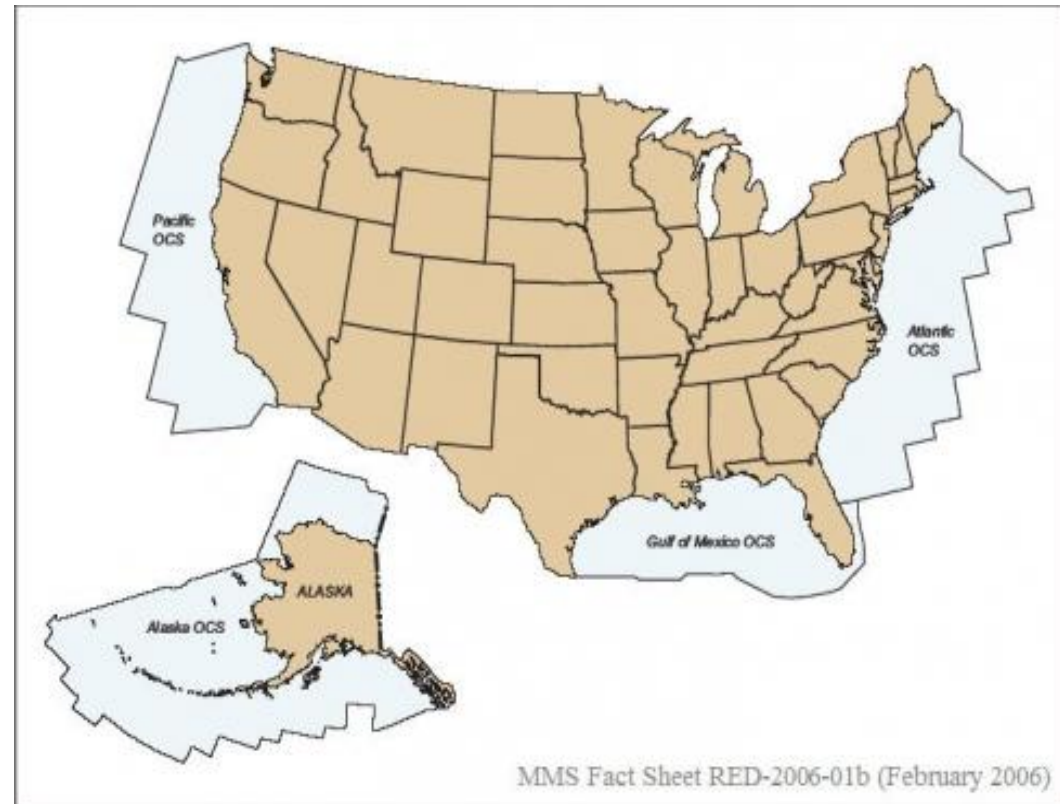 Pacific
OCS
Atlantic
OCS
Gulf of Mexico OCS
ALASKA
Alaska OCS
MMS Fact Sheet RED-2006-01b (February 2006)